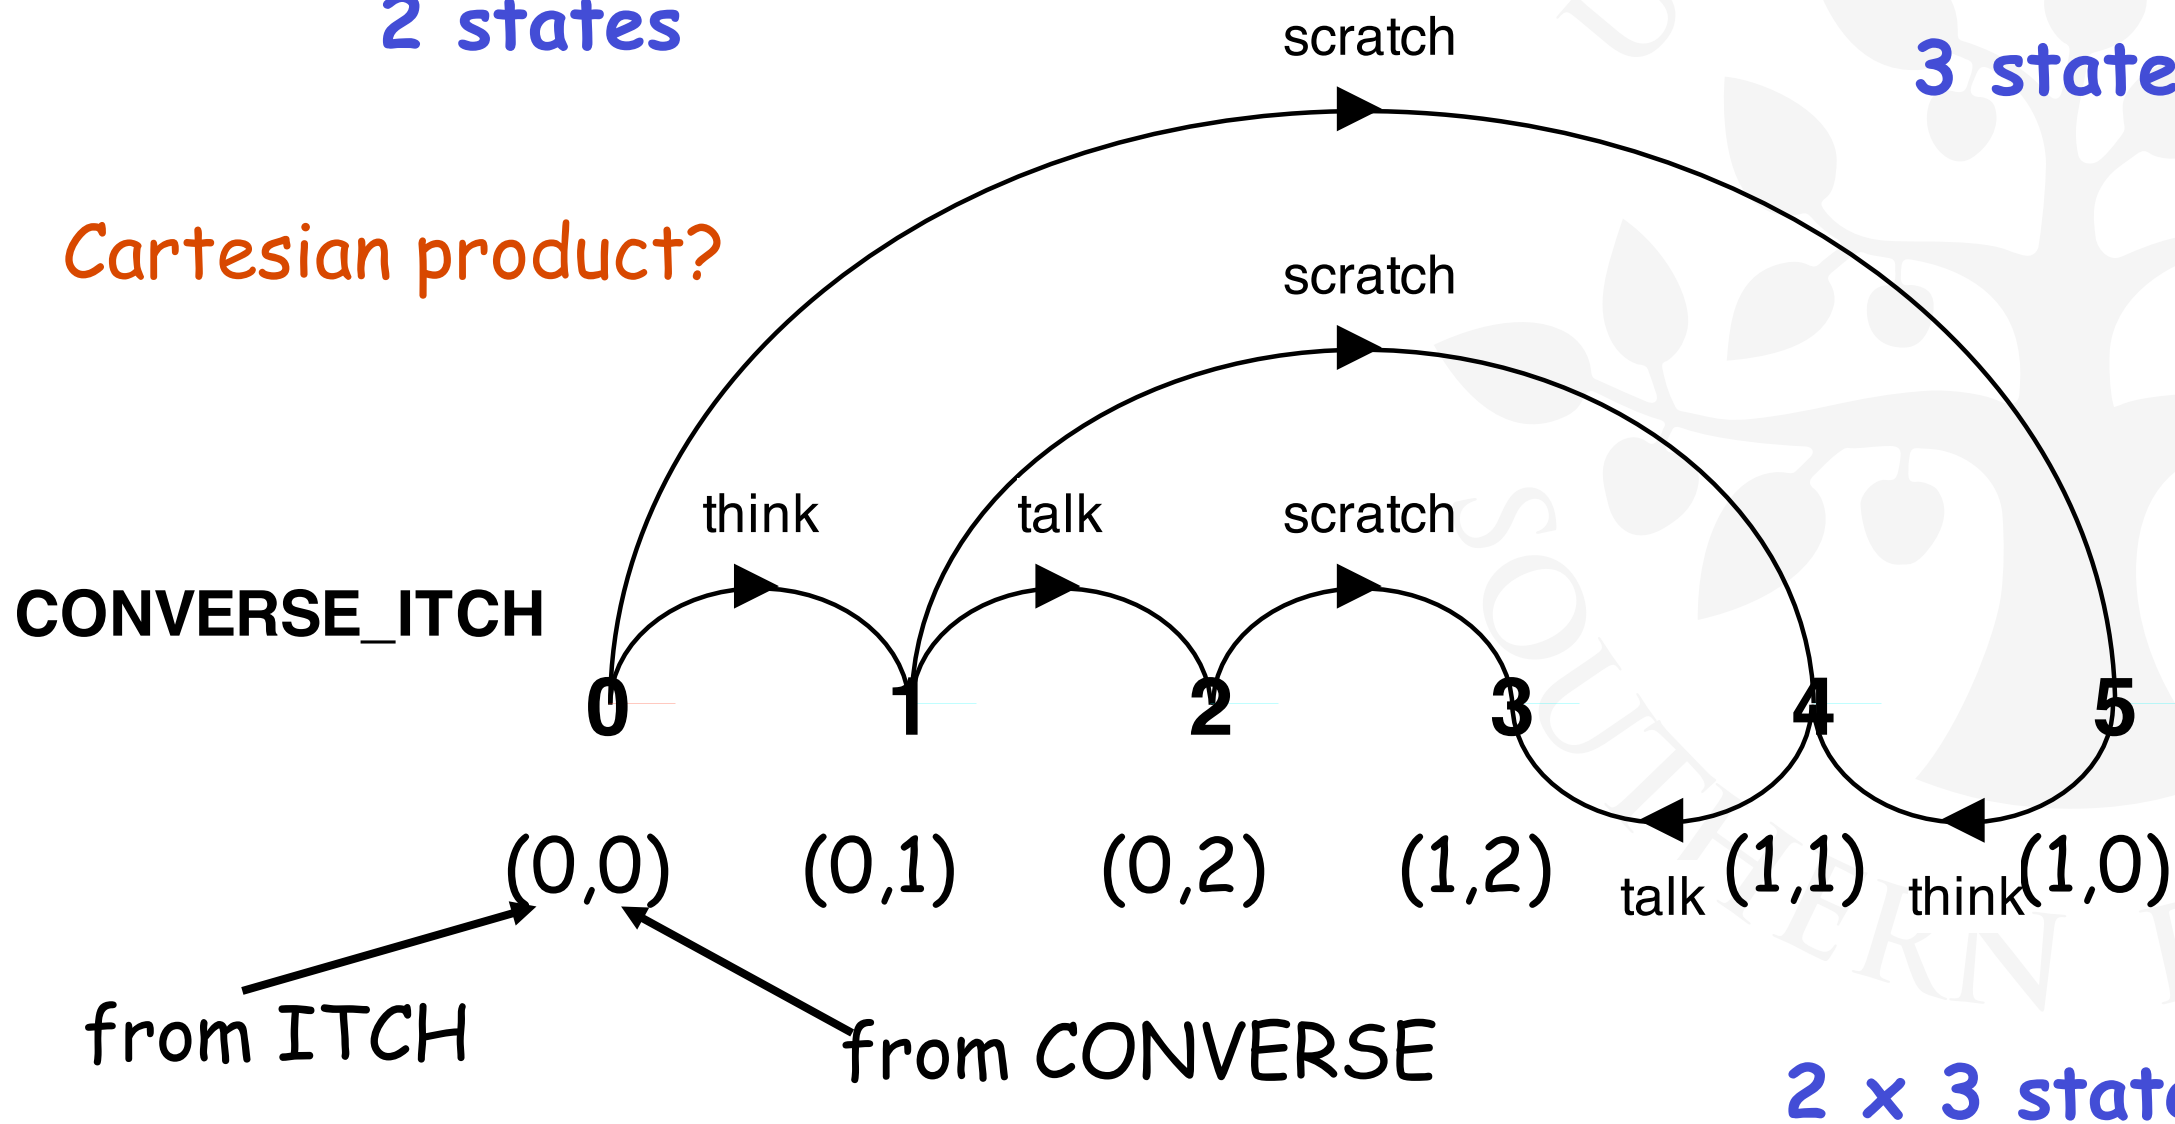 2 states
scratch
3 state
Cartesian product?
scratch
think talk scratch
CONVERSE_ITCH
0 1 2 3 4 5
(0,0) (0,1) (0,2) (1,2) (1,1) (1,0)
talk think
from ITCH
from CONVERSE
2 x 3 stat
SOUTHERN
U